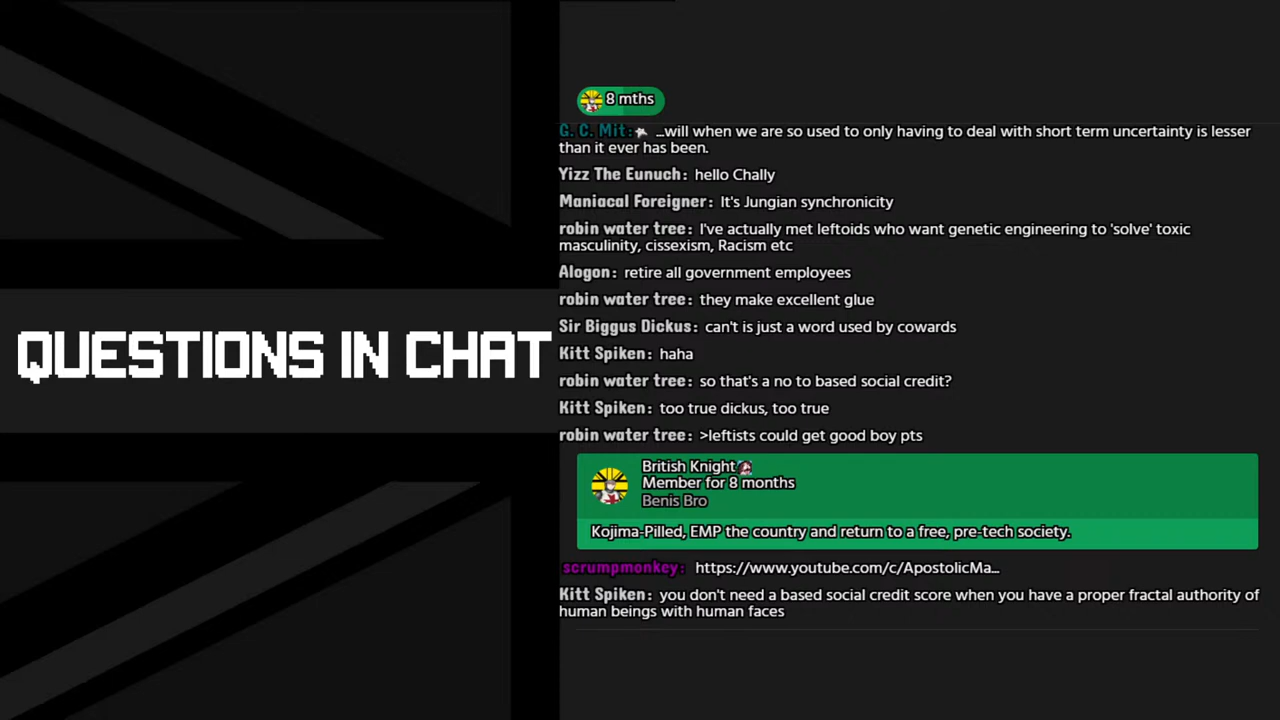 QUESTIONS IN CHAT
8 mths
G. C. Mit: ...will when we are so used to only having to deal with short term uncertainty is lesser
than it ever has been.
Yizz The Eunuch: hello Chally
Maniacal Foreigner: It's Jungian synchronicity
robin water tree: I've actually met leftoids who want genetic engineering to 'solve' toxic
masculinity, cissexism, Racism etc
Alogon: retire all government employees
robin water tree: they make excellent glue
Sir Biggus Dickus: can't is just a word used by cowards
Kitt Spiken: haha
robin water tree: so that's a no to based social credit?
Kitt Spiken: too true dickus, too true
robin water tree: >leftists could get good boy pts
British Knight
Member for 8 months
Benis Bro
Kojima-Pilled, EMP the country and return to a free, pre-tech society.
scrumpmonkey: https://www.youtube.com/c/ApostolicMa...
Kitt Spiken: you don't need a based social credit score when you have a proper fractal authority of
human beings with human faces